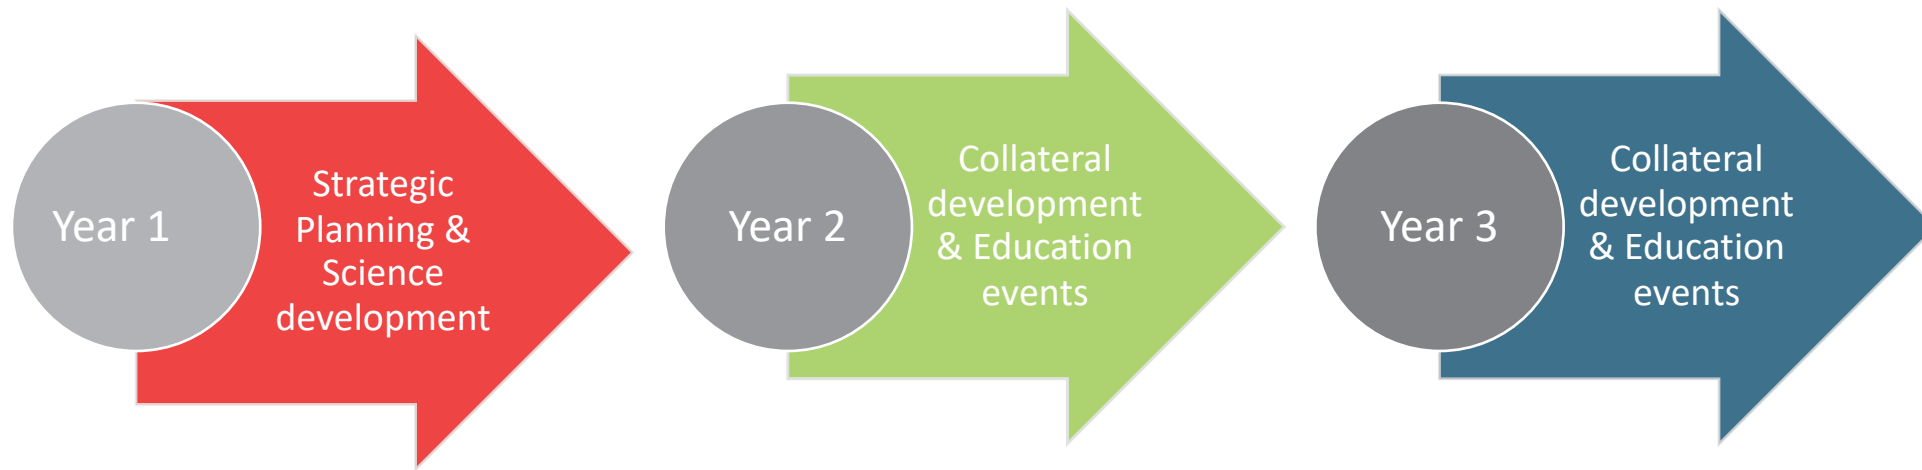 Year 1
Strategic
Planning &
Science
development
Year 2
Collateral
development
& Education
events
Year 3
Collateral
development
& Education
events